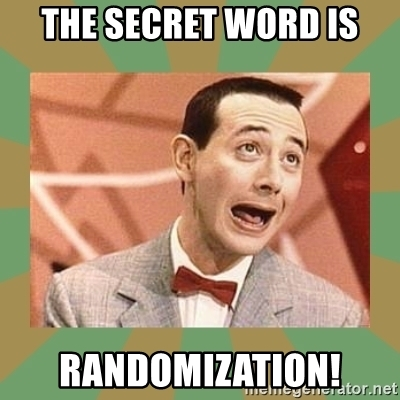 THE SECRET WORD IS
RANDOMIZATION!
memegenerator.net